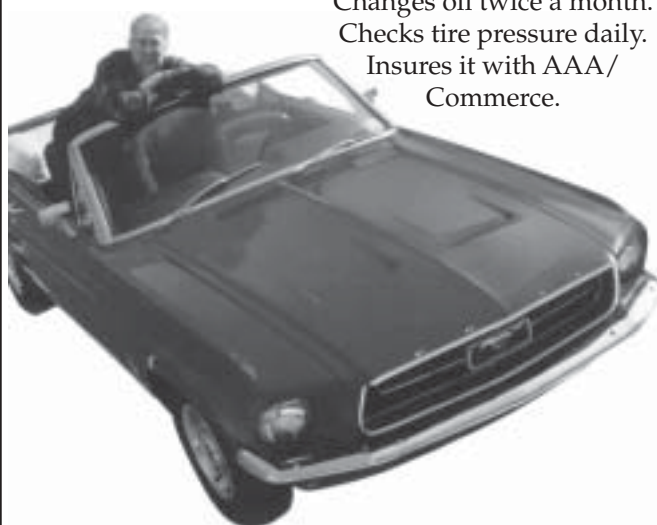 Changes oil twice a month.
Checks tire pressure daily.
Insures it with AAA/
Commerce.